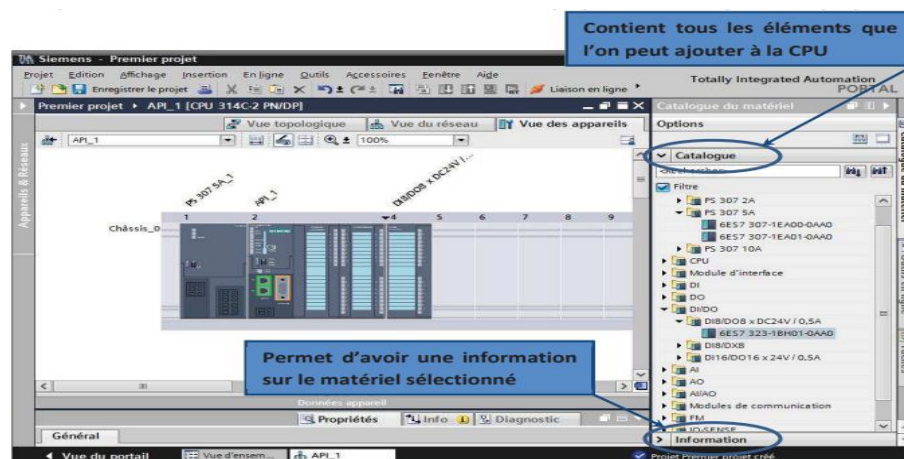 Contient tous les éléments que
l'on peut ajouter à la CPU
Siemens - Premier projet
Projet Edition Affichage Insertion En ligne Outils Accessoires Fenêtre Aide
Enregistrer le projet
Liaison en ligne
Totally Integrated Automation
PORTAL
Premier projet ▸ API_1 [CPU 314C-2 PN/DP]
Catalogue du matériel
Vue topologique
Vue du réseau
Vue des appareils
Options
API_1
100%
Catalogue
Filtre
PS 307 5A_1
API_1
DI8/DO8 x DC24V /...
1 2 4 5 6 7 8 9
Châssis_0
Appareils & Réseaux
PS 307 2A
PS 307 5A
6ES7 307-1EA00-0AA0
6ES7 307-1EA01-0AA0
PS 307 10A
CPU
Module d'interface
DI
DO
DI/DO
DI8/DO8 x DC24V / 0,5A
6ES7 323-1BH01-0AA0
DI8/DX8
DI16/DO16 x 24V / 0,5A
AI
AO
AI/AO
Modules de communication
FM
IQ-SENSE
Information
Catalogue du matériel
Permet d'avoir une information
sur le matériel sélectionné
Données appareil
Propriétés
Info
Diagnostic
Général
Vue du portail
Vue d'ensem...
API_1
Projet Premier projet créé.